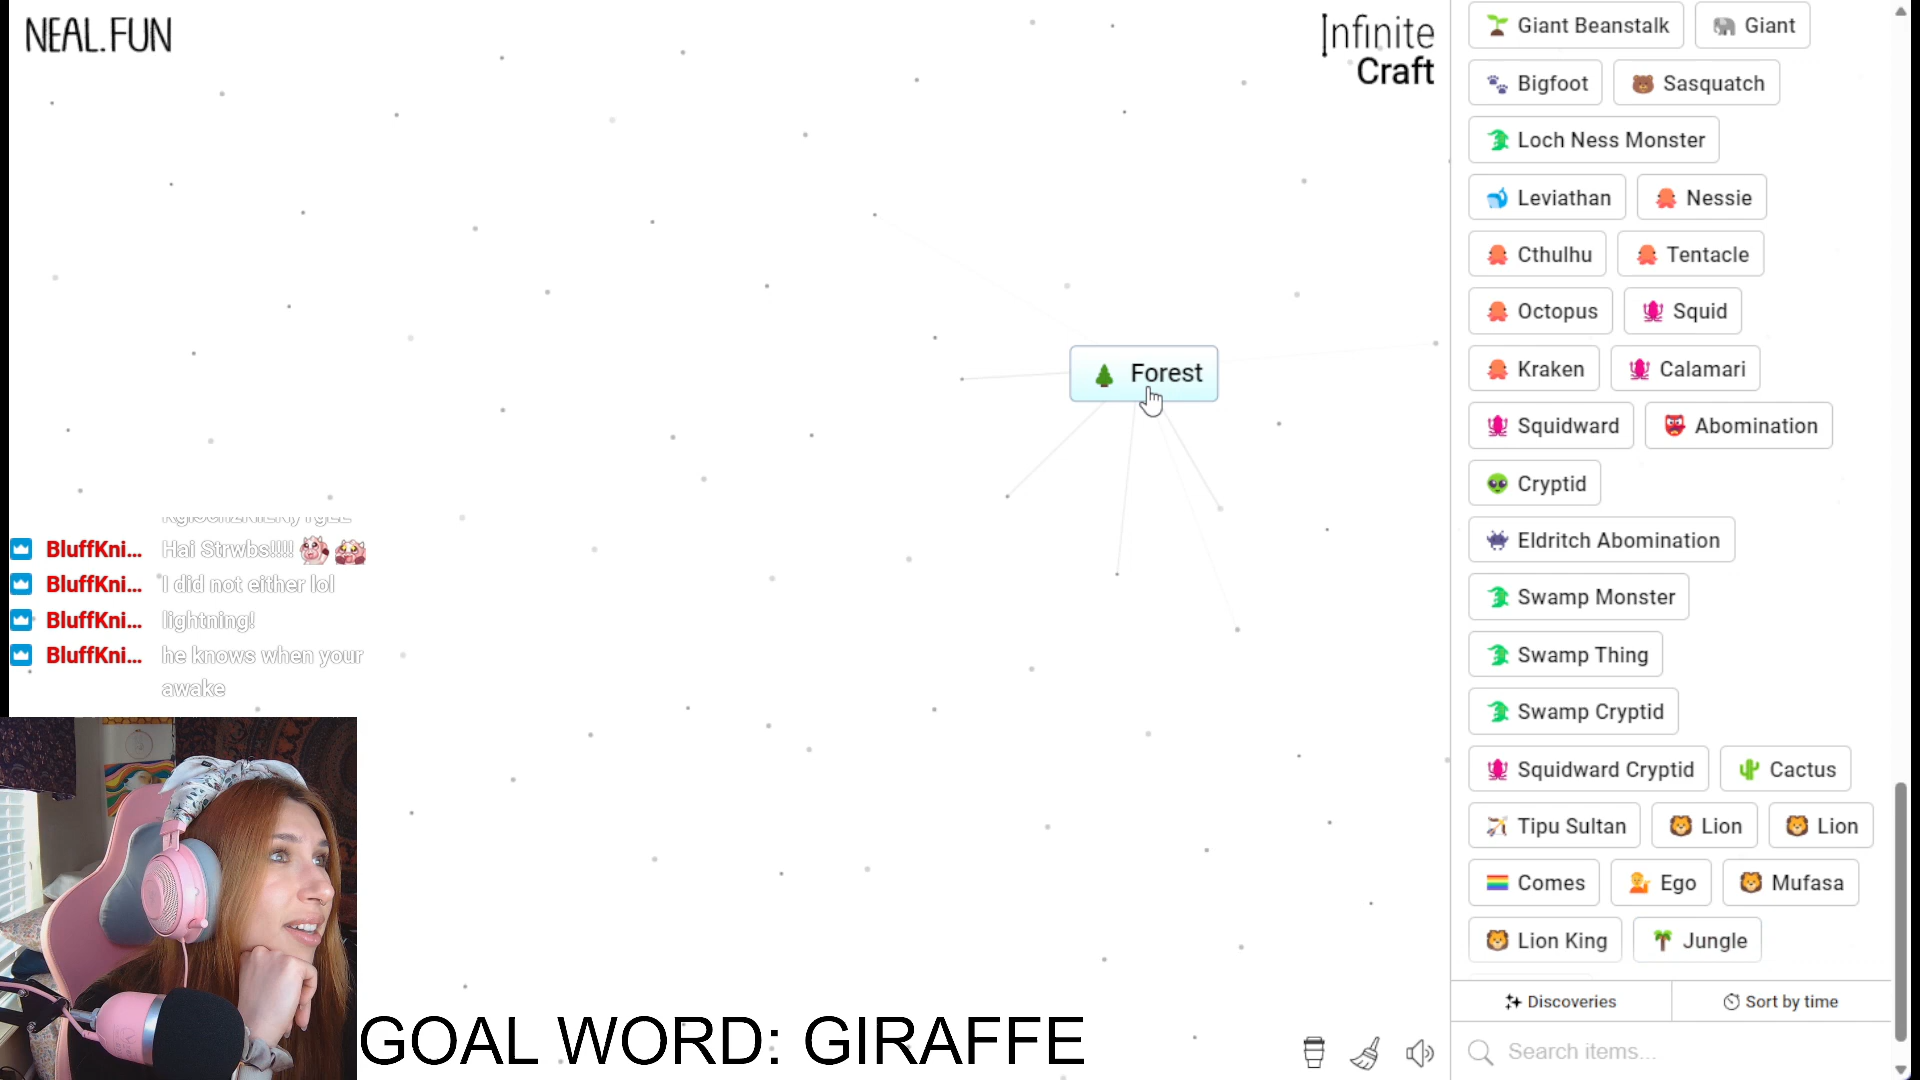 NEAL.FUN
Infinite
Craft
Forest
Giant Beanstalk
Giant
Bigfoot
Sasquatch
Loch Ness Monster
Leviathan
Nessie
Cthulhu
Tentacle
Octopus
Squid
Kraken
Calamari
Squidward
Abomination
Cryptid
Eldritch Abomination
Swamp Monster
Swamp Thing
Swamp Cryptid
Squidward Cryptid
Cactus
Tipu Sultan
Lion
Lion
Comes
Ego
Mufasa
Lion King
Jungle
Discoveries
Sort by time
Search items...
BluffKni... Hai Strwbs!!!!
BluffKni... I did not either lol
BluffKni... lightning!
BluffKni... he knows when your
awake
GOAL WORD: GIRAFFE